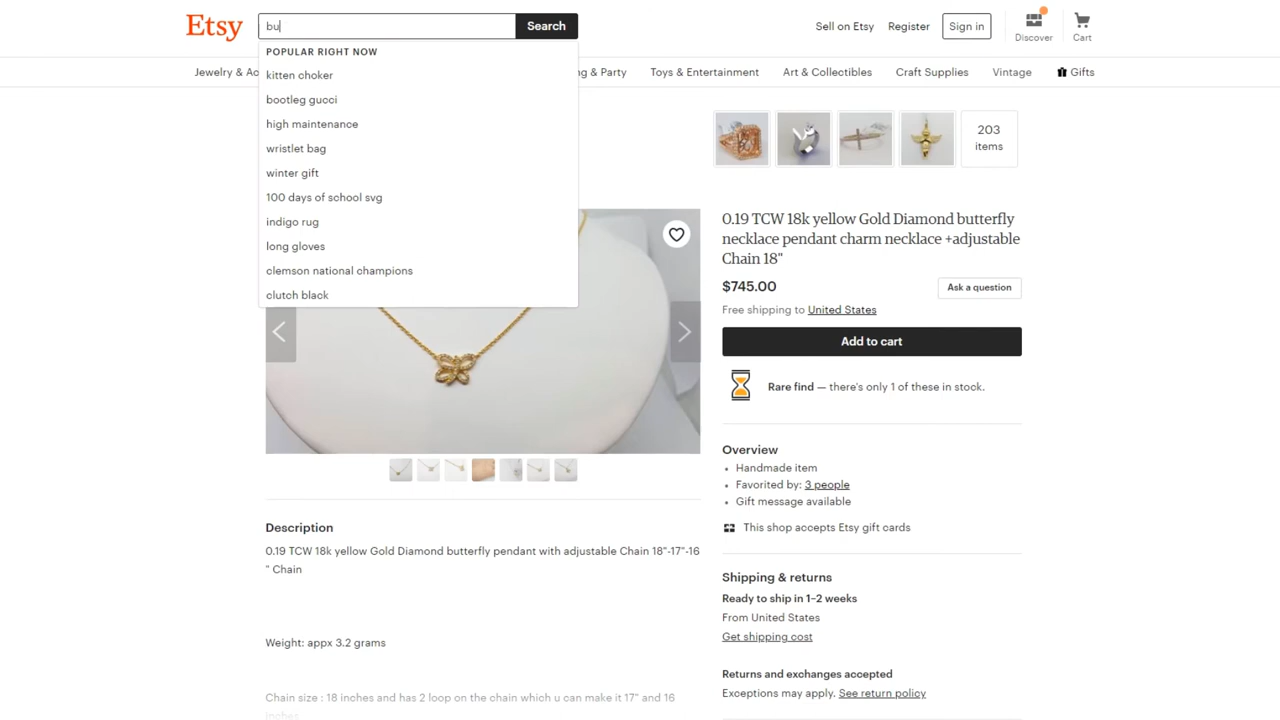 Etsy
bu
Search
Sell on Etsy
Register
Sign in
Discover
Cart
Jewelry & Ac
g & Party
Toys & Entertainment
Art & Collectibles
Craft Supplies
Vintage
Gifts
POPULAR RIGHT NOW
kitten choker
bootleg gucci
high maintenance
wristlet bag
winter gift
100 days of school svg
indigo rug
long gloves
clemson national champions
clutch black
203
items
0.19 TCW 18k yellow Gold Diamond butterfly
necklace pendant charm necklace +adjustable
Chain 18"
$745.00
Ask a question
Free shipping to United States
Add to cart
Rare find — there's only 1 of these in stock.
Overview
• Handmade item
• Favorited by: 3 people
• Gift message available
This shop accepts Etsy gift cards
Description
0.19 TCW 18k yellow Gold Diamond butterfly pendant with adjustable Chain 18"-17"-16
" Chain
Weight: appx 3.2 grams
Chain size : 18 inches and has 2 loop on the chain which u can make it 17" and 16
inches
Shipping & returns
Ready to ship in 1–2 weeks
From United States
Get shipping cost
Returns and exchanges accepted
Exceptions may apply. See return policy